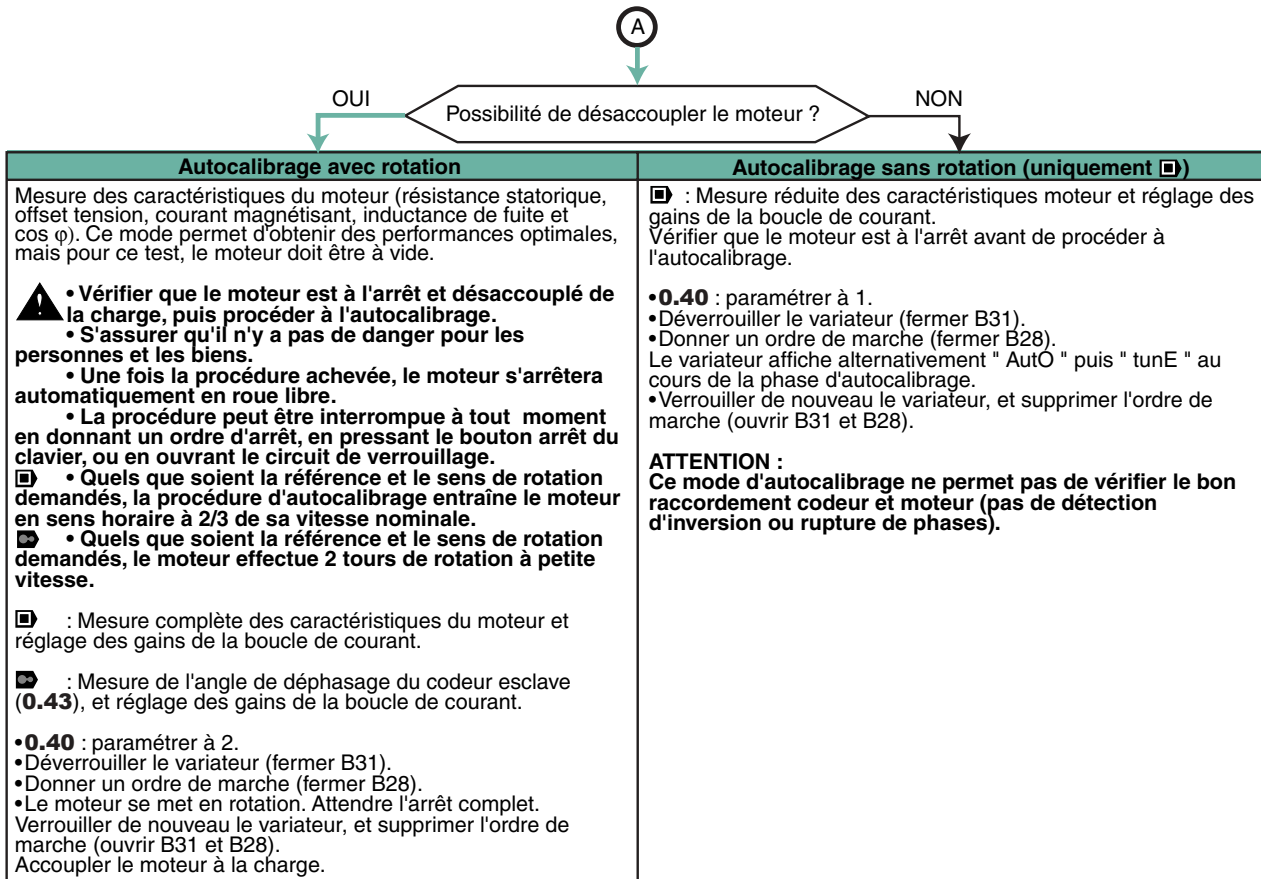 A
OUI
Possibilité de désaccoupler le moteur ?
NON
Autocalibrage avec rotation
Mesure des caractéristiques du moteur (résistance statorique,
offset tension, courant magnétisant, inductance de fuite et
cos φ). Ce mode permet d'obtenir des performances optimales,
mais pour ce test, le moteur doit être à vide.
• Vérifier que le moteur est à l'arrêt et désaccouplé de
la charge, puis procéder à l'autocalibrage.
• S'assurer qu'il n'y a pas de danger pour les
personnes et les biens.
• Une fois la procédure achevée, le moteur s'arrêtera
automatiquement en roue libre.
• La procédure peut être interrompue à tout moment
en donnant un ordre d'arrêt, en pressant le bouton arrêt du
clavier, ou en ouvrant le circuit de verrouillage.
• Quels que soient la référence et le sens de rotation
demandés, la procédure d'autocalibrage entraîne le moteur
en sens horaire à 2/3 de sa vitesse nominale.
• Quels que soient la référence et le sens de rotation
demandés, le moteur effectue 2 tours de rotation à petite
vitesse.
: Mesure complète des caractéristiques du moteur et
réglage des gains de la boucle de courant.
: Mesure de l'angle de déphasage du codeur esclave
(0.43), et réglage des gains de la boucle de courant.
•0.40 : paramétrer à 2.
•Déverrouiller le variateur (fermer B31).
•Donner un ordre de marche (fermer B28).
•Le moteur se met en rotation. Attendre l'arrêt complet.
Verrouiller de nouveau le variateur, et supprimer l'ordre de
marche (ouvrir B31 et B28).
Accoupler le moteur à la charge.
Autocalibrage sans rotation (uniquement )
: Mesure réduite des caractéristiques moteur et réglage des
gains de la boucle de courant.
Vérifier que le moteur est à l'arrêt avant de procéder à
l'autocalibrage.
•0.40 : paramétrer à 1.
•Déverrouiller le variateur (fermer B31).
•Donner un ordre de marche (fermer B28).
Le variateur affiche alternativement " AutO " puis " tunE " au
cours de la phase d'autocalibrage.
•Verrouiller de nouveau le variateur, et supprimer l'ordre de
marche (ouvrir B31 et B28).
ATTENTION :
Ce mode d'autocalibrage ne permet pas de vérifier le bon
raccordement codeur et moteur (pas de détection
d'inversion ou rupture de phases).